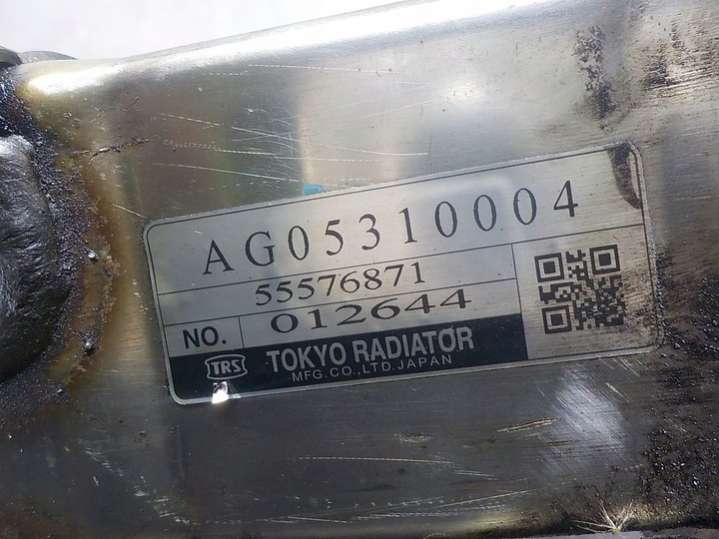 AG05310004
55576871
NO. 012644
TRS TOKYO RADIATOR
MFG.CO.,LTD.JAPAN